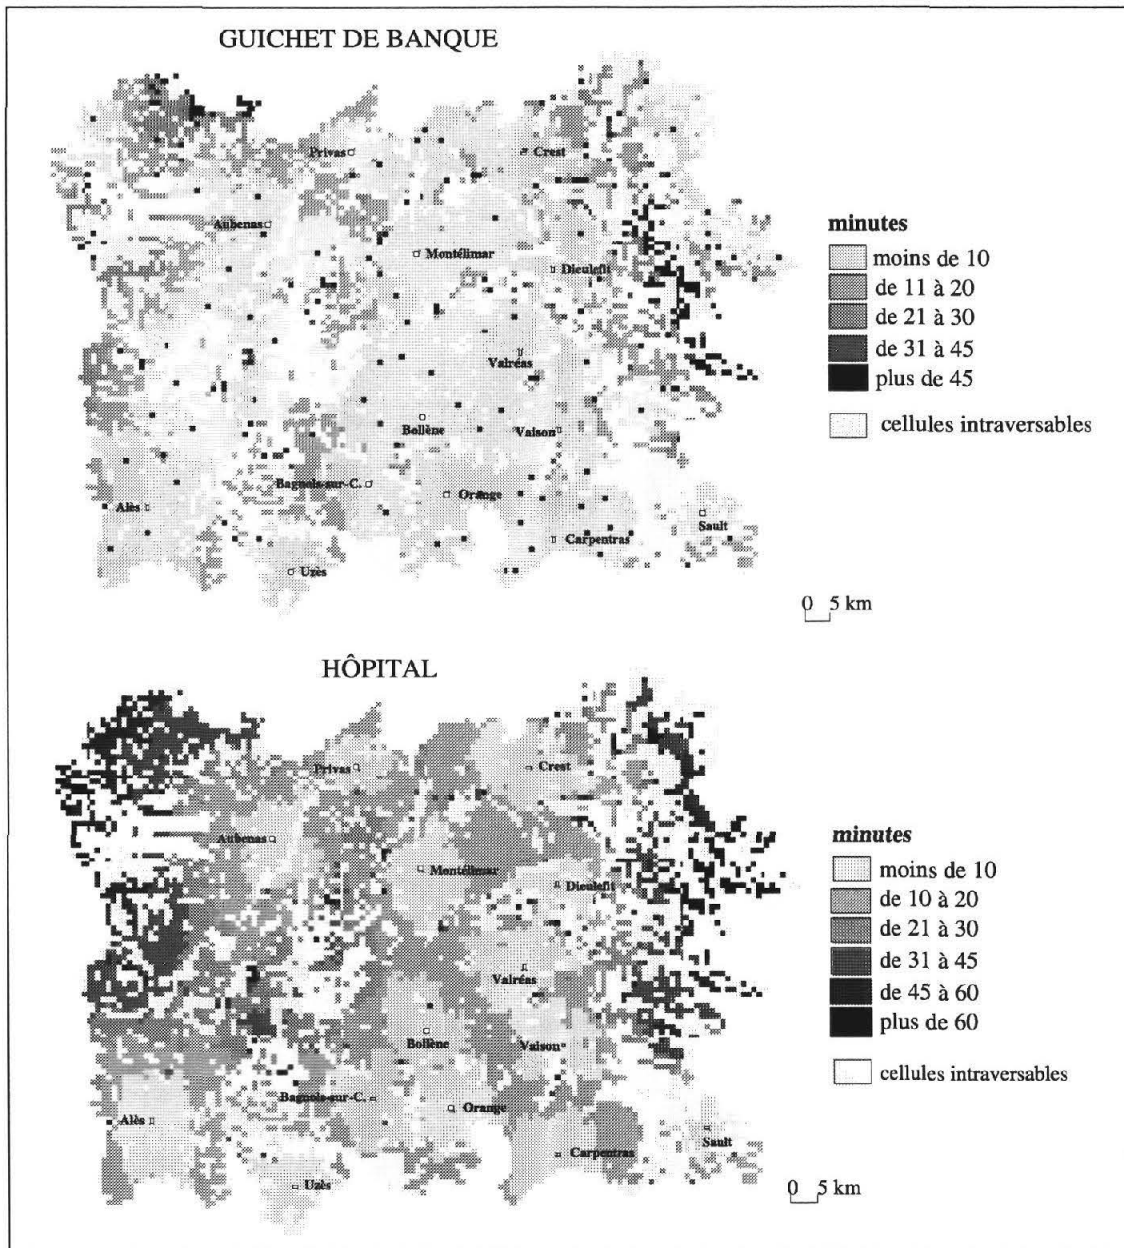 GUICHET DE BANQUE
Privas
Crest
Aubenas
Montélimar
Dieulefit
Valréas
Bollène
Vaison
Bagnols-sur-C.
Orange
Alès
Sault
Carpentras
Uzès
minutes
moins de 10
de 11 à 20
de 21 à 30
de 31 à 45
plus de 45
cellules intraversables
0 5 km
HÔPITAL
Privas
Crest
Aubenas
Montélimar
Dieulefit
Valréas
Bollène
Vaison
Bagnols-sur-C.
Orange
Alès
Sault
Carpentras
Uzès
minutes
moins de 10
de 10 à 20
de 21 à 30
de 31 à 45
de 45 à 60
plus de 60
cellules intraversables
0 5 km